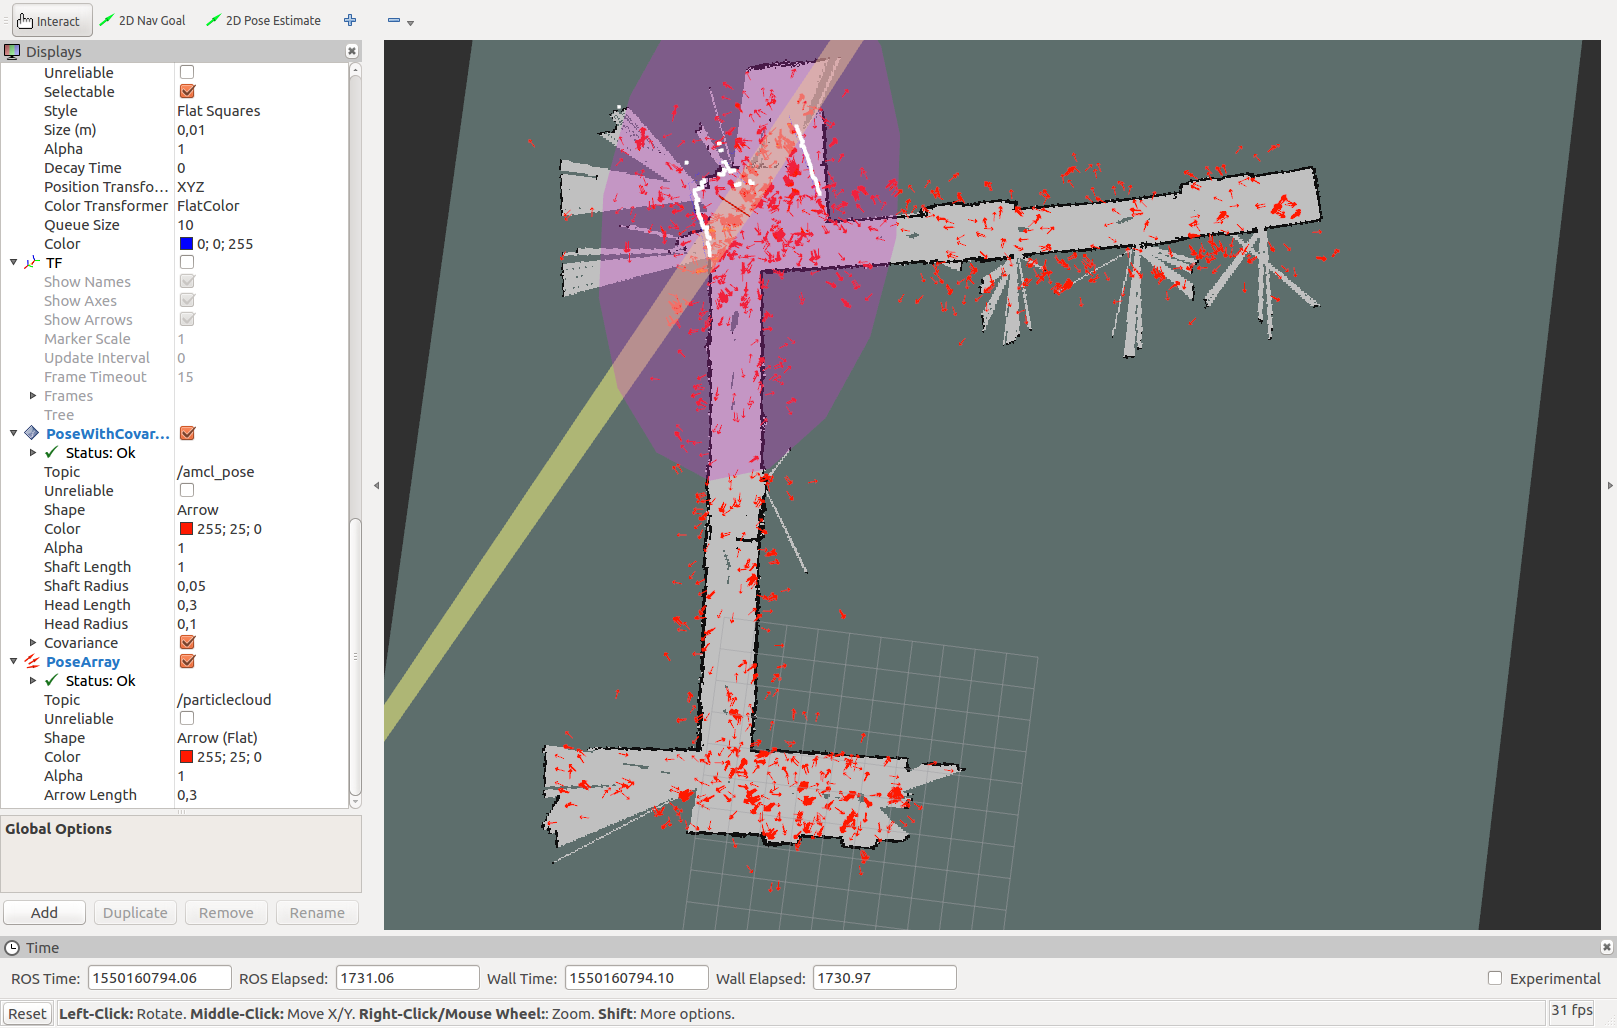 Interact 2D Nav Goal 2D Pose Estimate
Displays
Unreliable
Selectable
Style Flat Squares
Size (m) 0,01
Alpha 1
Decay Time 0
Position Transfo... XYZ
Color Transformer FlatColor
Queue Size 10
Color 0; 0; 255
TF
Show Names
Show Axes
Show Arrows
Marker Scale 1
Update Interval 0
Frame Timeout 15
Frames
Tree
PoseWithCovar...
Status: Ok
Topic /amcl_pose
Unreliable
Shape Arrow
Color 255; 25; 0
Alpha 1
Shaft Length 1
Shaft Radius 0,05
Head Length 0,3
Head Radius 0,1
Covariance
PoseArray
Status: Ok
Topic /particlecloud
Unreliable
Shape Arrow (Flat)
Color 255; 25; 0
Alpha 1
Arrow Length 0,3
Global Options
Add Duplicate Remove Rename
Time
ROS Time: 1550160794.06 ROS Elapsed: 1731.06 Wall Time: 1550160794.10 Wall Elapsed: 1730.97 Experimental
Reset Left-Click: Rotate. Middle-Click: Move X/Y. Right-Click/Mouse Wheel:: Zoom. Shift: More options. 31 fps